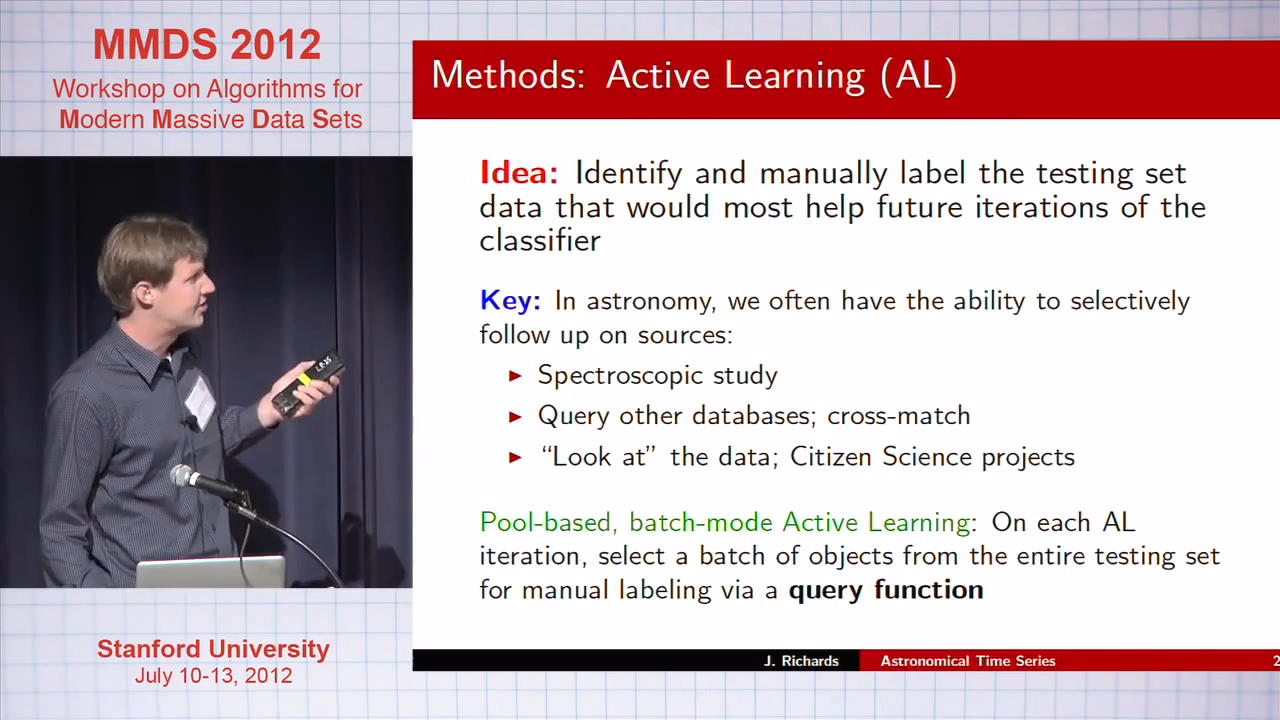 MMDS 2012
Workshop on Algorithms for
Modern Massive Data Sets
Methods: Active Learning (AL)
Idea: Identify and manually label the testing set
data that would most help future iterations of the
classifier
Key: In astronomy, we often have the ability to selectively
follow up on sources:
► Spectroscopic study
► Query other databases; cross-match
► “Look at” the data; Citizen Science projects
Pool-based, batch-mode Active Learning: On each AL
iteration, select a batch of objects from the entire testing set
for manual labeling via a query function
J. Richards
Astronomical Time Series
Stanford University
July 10-13, 2012